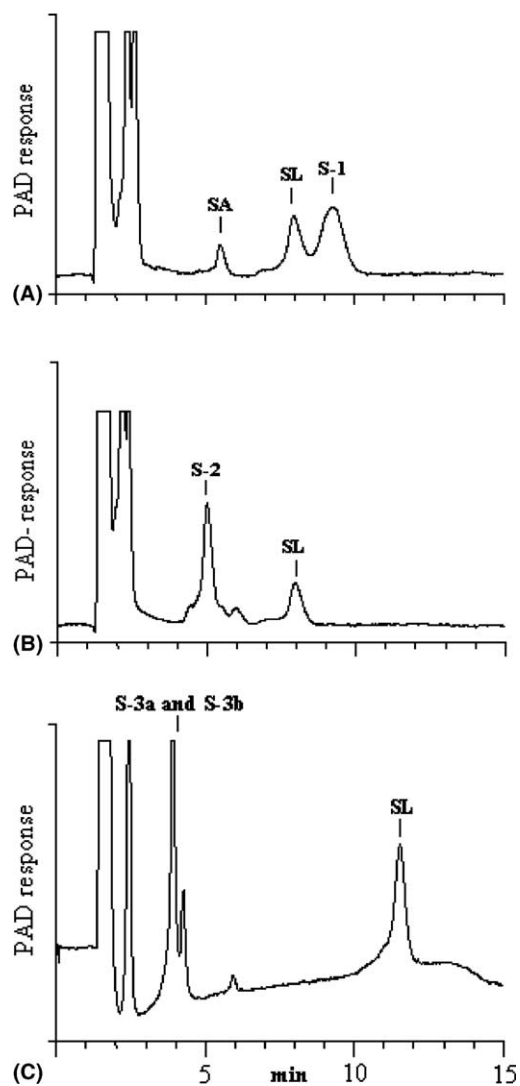 PAD response
SA
SL
S-1
(A)
PAD- response
S-2
SL
(B)
S-3a and S-3b
PAD response
SL
(C)
5 min 10 15